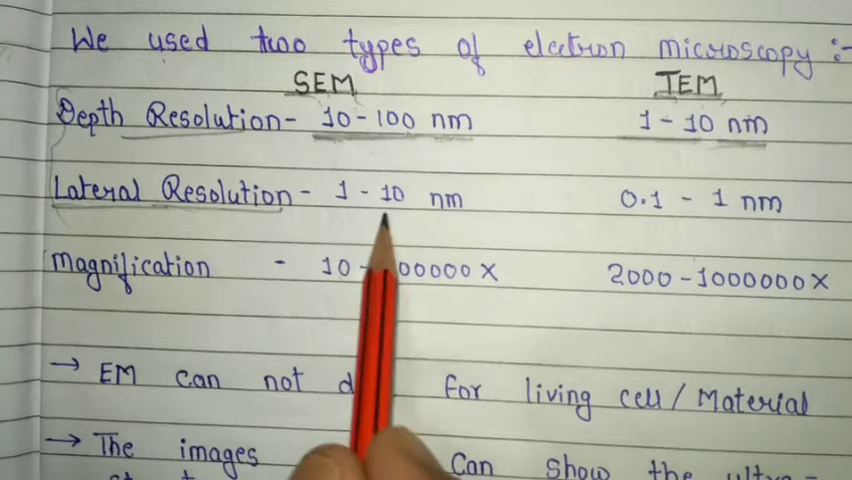 We used two types of electron microscopy :-
SEM TEM
Depth Resolution - 10 - 100 nm 1 - 10 nm
Lateral Resolution - 1 - 10 nm 0.1 - 1 nm
Magnification - 10 - 00000 X 2000 - 1000000 X
→ EM can not for living cell / Material
→ The images can show the